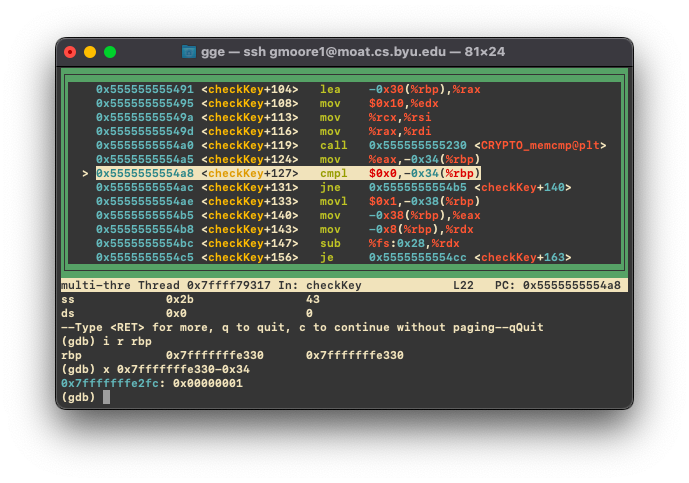 gge — ssh gmoore1@moat.cs.byu.edu — 81×24
0x555555555491 <checkKey+104> lea -0x30(%rbp),%rax
0x555555555495 <checkKey+108> mov $0x10,%edx
0x55555555549a <checkKey+113> mov %rcx,%rsi
0x55555555549d <checkKey+116> mov %rax,%rdi
0x5555555554a0 <checkKey+119> call 0x555555555230 <CRYPTO_memcmp@plt>
0x5555555554a5 <checkKey+124> mov %eax,-0x34(%rbp)
> 0x5555555554a8 <checkKey+127> cmpl $0x0,-0x34(%rbp)
0x5555555554ac <checkKey+131> jne 0x5555555554b5 <checkKey+140>
0x5555555554ae <checkKey+133> movl $0x1,-0x38(%rbp)
0x5555555554b5 <checkKey+140> mov -0x38(%rbp),%eax
0x5555555554b8 <checkKey+143> mov -0x8(%rbp),%rdx
0x5555555554bc <checkKey+147> sub %fs:0x28,%rdx
0x5555555554c5 <checkKey+156> je 0x5555555554cc <checkKey+163>
multi-thre Thread 0x7ffff79317 In: checkKey L22 PC: 0x5555555554a8
ss 0x2b 43
ds 0x0 0
--Type <RET> for more, q to quit, c to continue without paging--qQuit
(gdb) i r rbp
rbp 0x7fffffffe330 0x7fffffffe330
(gdb) x 0x7fffffffe330-0x34
0x7fffffffe2fc: 0x00000001
(gdb)